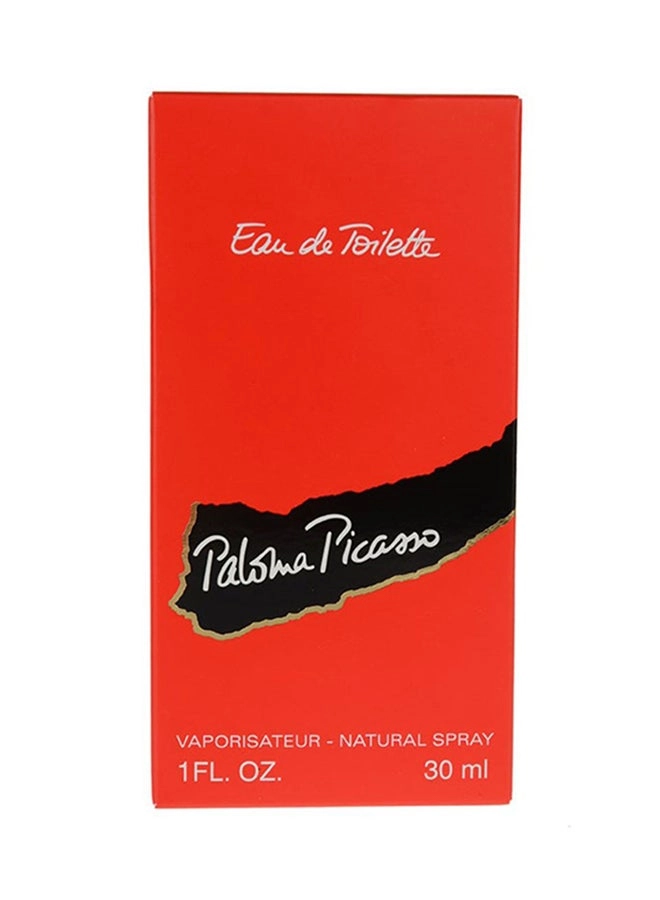 Eau de Toilette
Paloma Picasso
VAPORISATEUR - NATURAL SPRAY
1FL. OZ. 30 ml